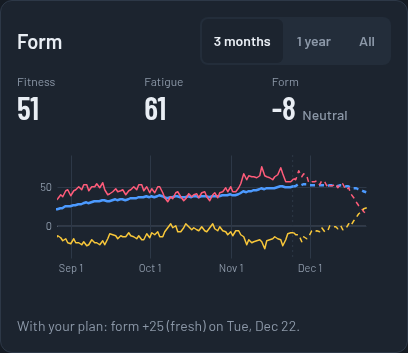 Form
3 months 1 year All
Fitness Fatigue Form
51 61 -8 Neutral
50
0
Sep 1 Oct 1 Nov 1 Dec 1
With your plan: form +25 (fresh) on Tue, Dec 22.